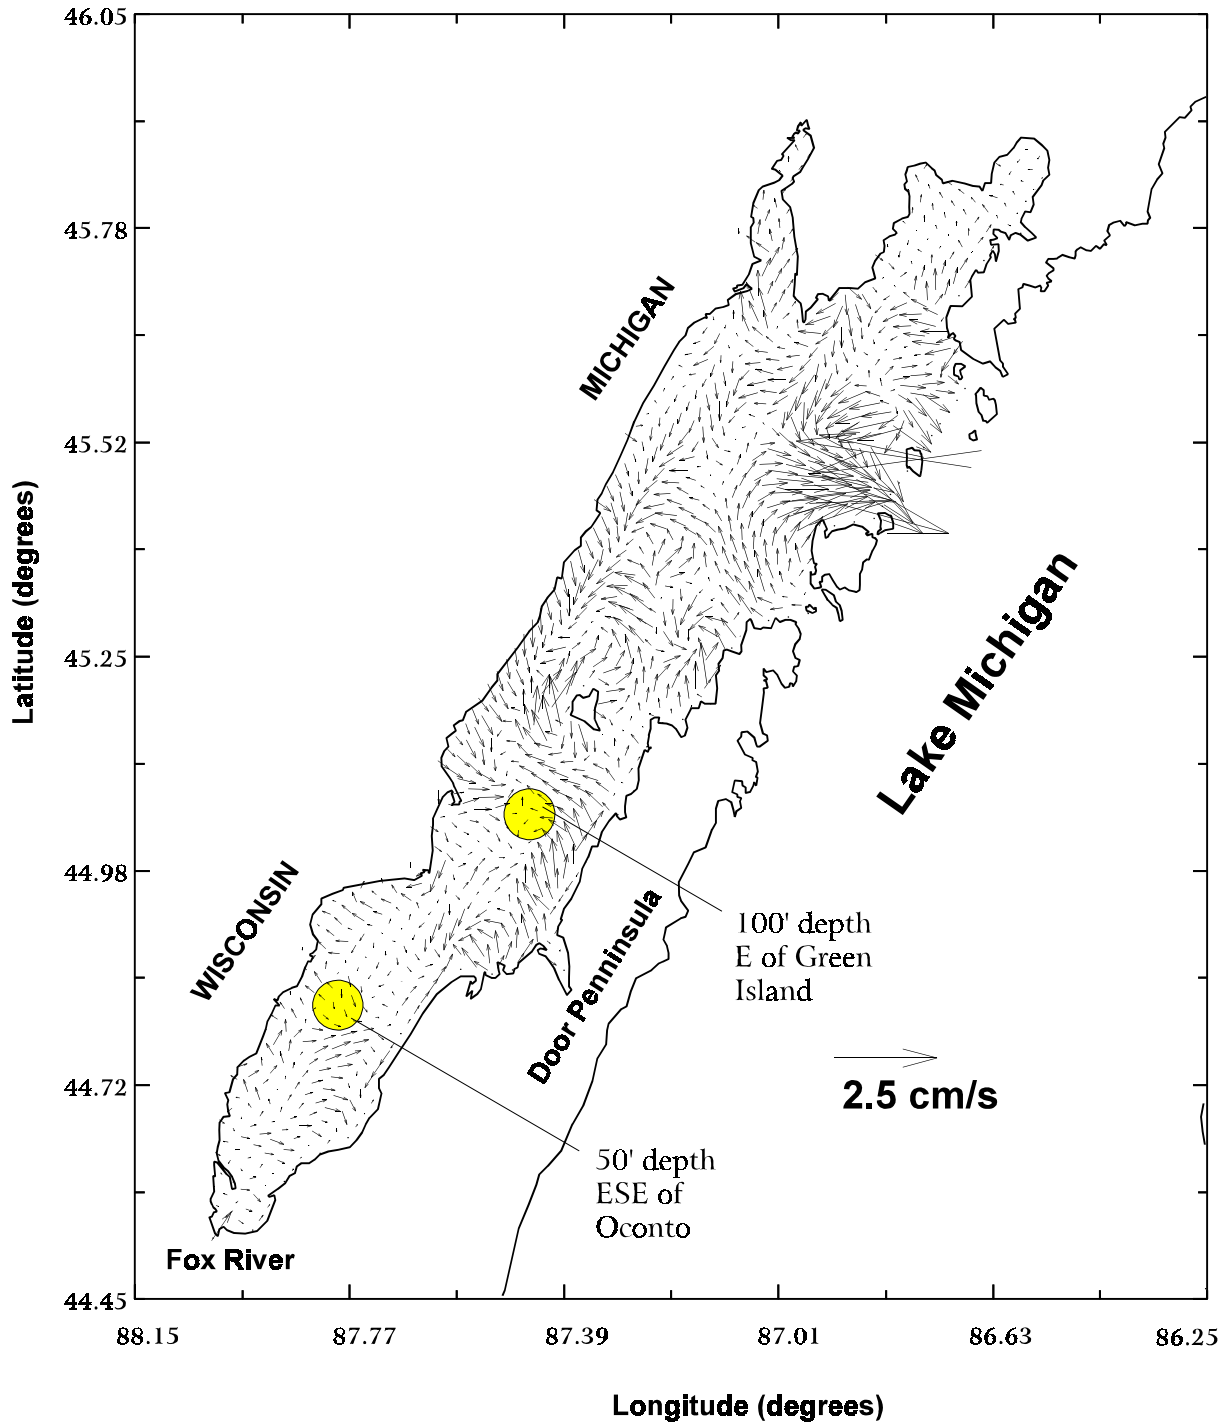 46.05
45.78
45.52
45.25
44.98
44.72
44.45
Latitude (degrees)
MICHIGAN
Lake Michigan
WISCONSIN
Door Penninsula
100' depth
E of Green
Island
2.5 cm/s
50' depth
ESE of
Oconto
Fox River
88.15
87.77
87.39
87.01
86.63
86.25
Longitude (degrees)